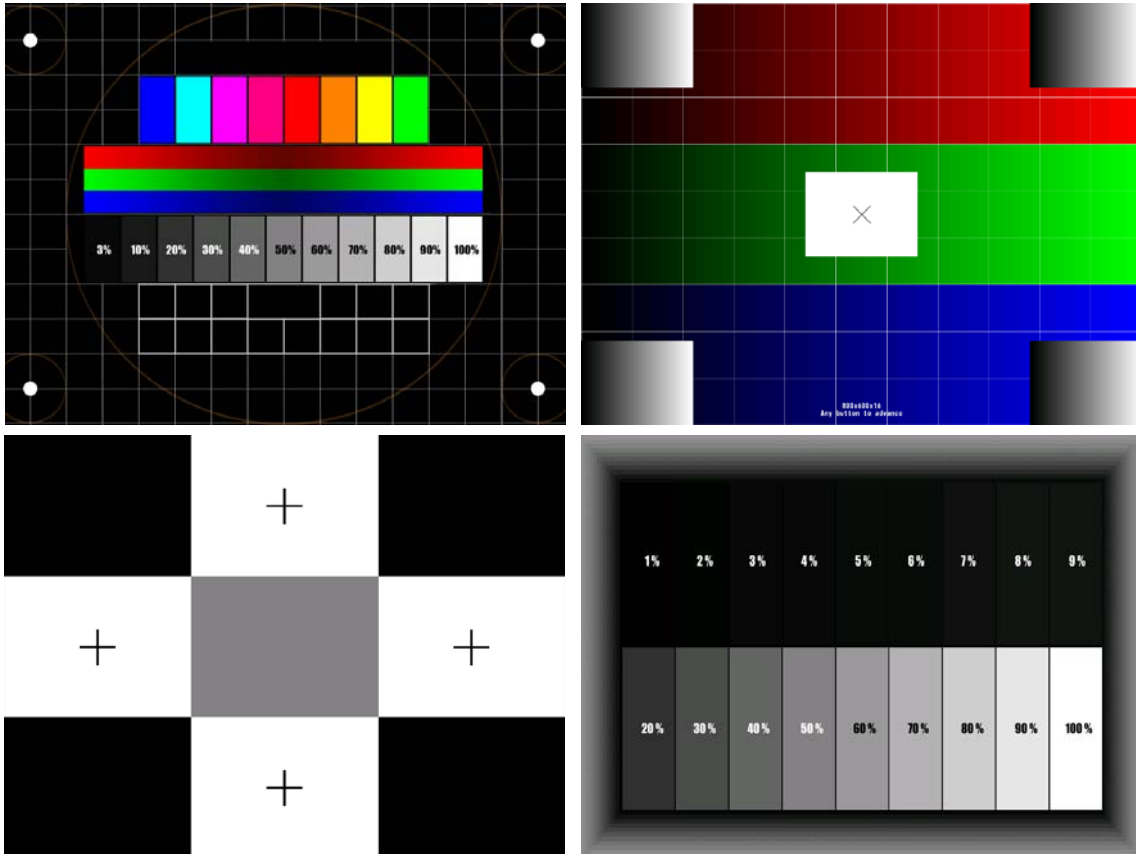 3% 10% 20% 30% 40% 50% 60% 70% 80% 90% 100%
800x600x16
Any button to advance
1% 2% 3% 4% 5% 6% 7% 8% 9%
20% 30% 40% 50% 60% 70% 80% 90% 100%